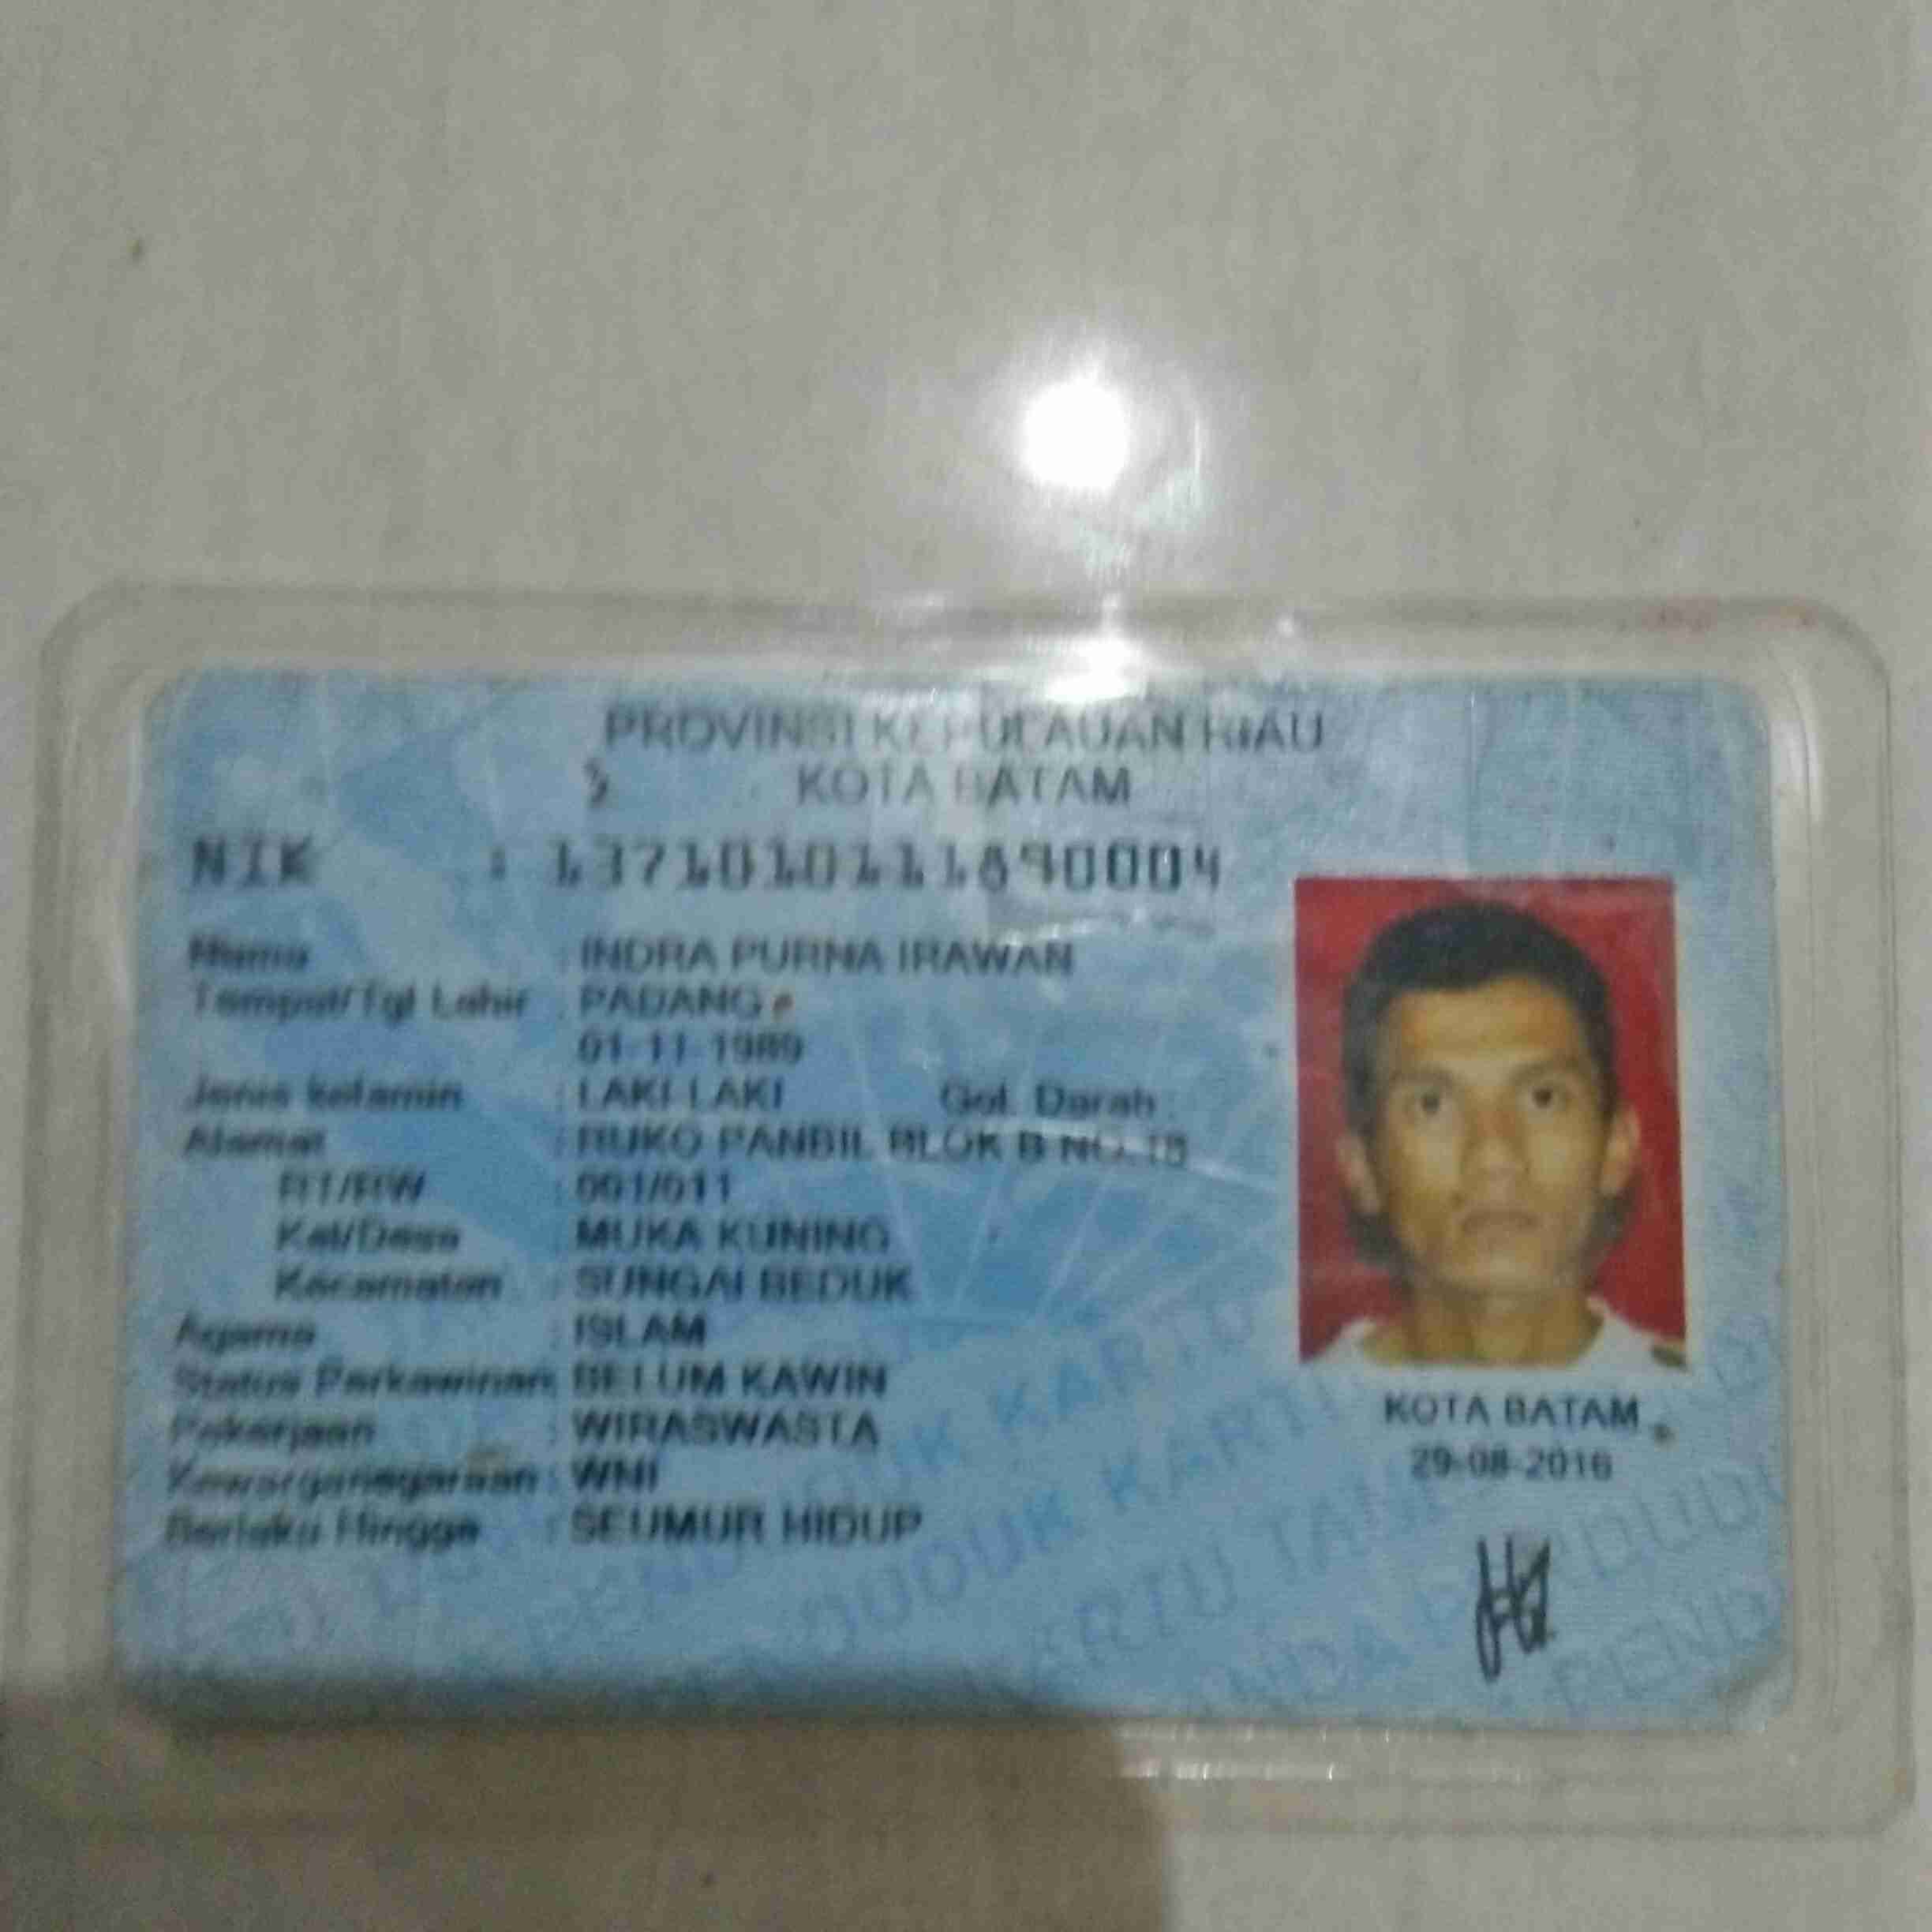 PROVINSI KEPULAUAN RIAU
KOTA BATAM
NIK : 1371010111890004
Nama : INDRA PURNA IRAWAN
Tempat/Tgl Lahir : PADANG
01-11-1989
Jenis kelamin : LAKI-LAKI Gol. Darah :
Alamat : RUKO PANBIL BLOK B NO.
RT/RW : 001/011
Kel/Desa : MUKA KUNING
Kecamatan : SUNGAI BEDUK
Agama : ISLAM
Status Perkawinan: BELUM KAWIN
Pekerjaan : WIRASWASTA
Kewarganegaraan : WNI
Berlaku Hingga : SEUMUR HIDUP
KOTA BATAM
29-08-2016